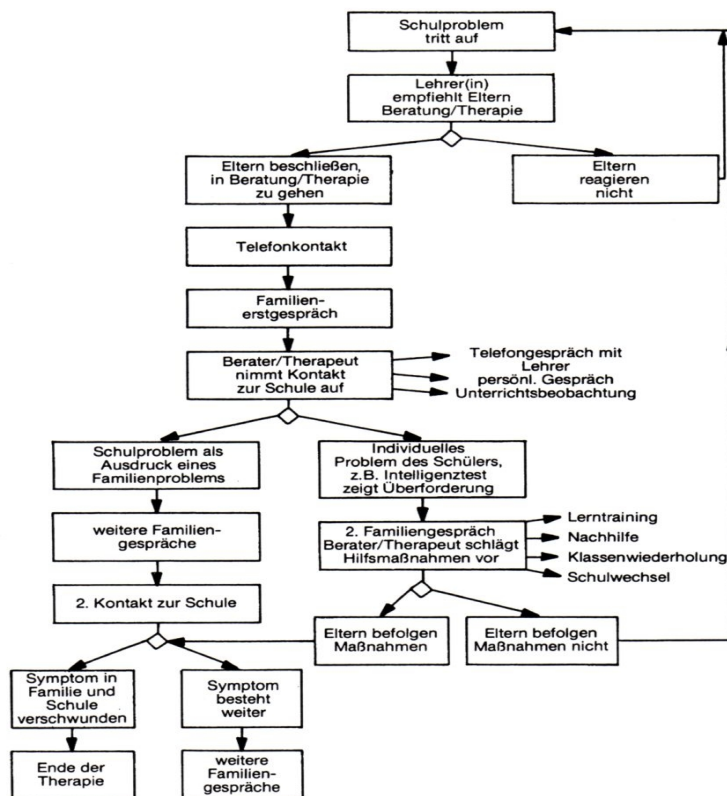 Schulproblem
tritt auf
Lehrer(in)
empfiehlt Eltern
Beratung/Therapie
Eltern beschließen,
in Beratung/Therapie
zu gehen
Eltern
reagieren
nicht
Telefonkontakt
Familien-
erstgespräch
Berater/Therapeut
nimmt Kontakt
zur Schule auf
Telefongespräch mit
Lehrer
persönl. Gespräch
Unterrichtsbeobachtung
Schulproblem als
Ausdruck eines
Familienproblems
Individuelles
Problem des Schülers,
z.B. Intelligenztest
zeigt Überforderung
weitere Familien-
gespräche
2. Familiengespräch
Berater/Therapeut schlägt
Hilfsmaßnahmen vor
Lerntraining
Nachhilfe
Klassenwiederholung
Schulwechsel
2. Kontakt zur Schule
Eltern befolgen
Maßnahmen
Eltern befolgen
Maßnahmen nicht
Symptom in
Familie und
Schule
verschwunden
Symptom
besteht
weiter
Ende der
Therapie
weitere
Familien-
gespräche